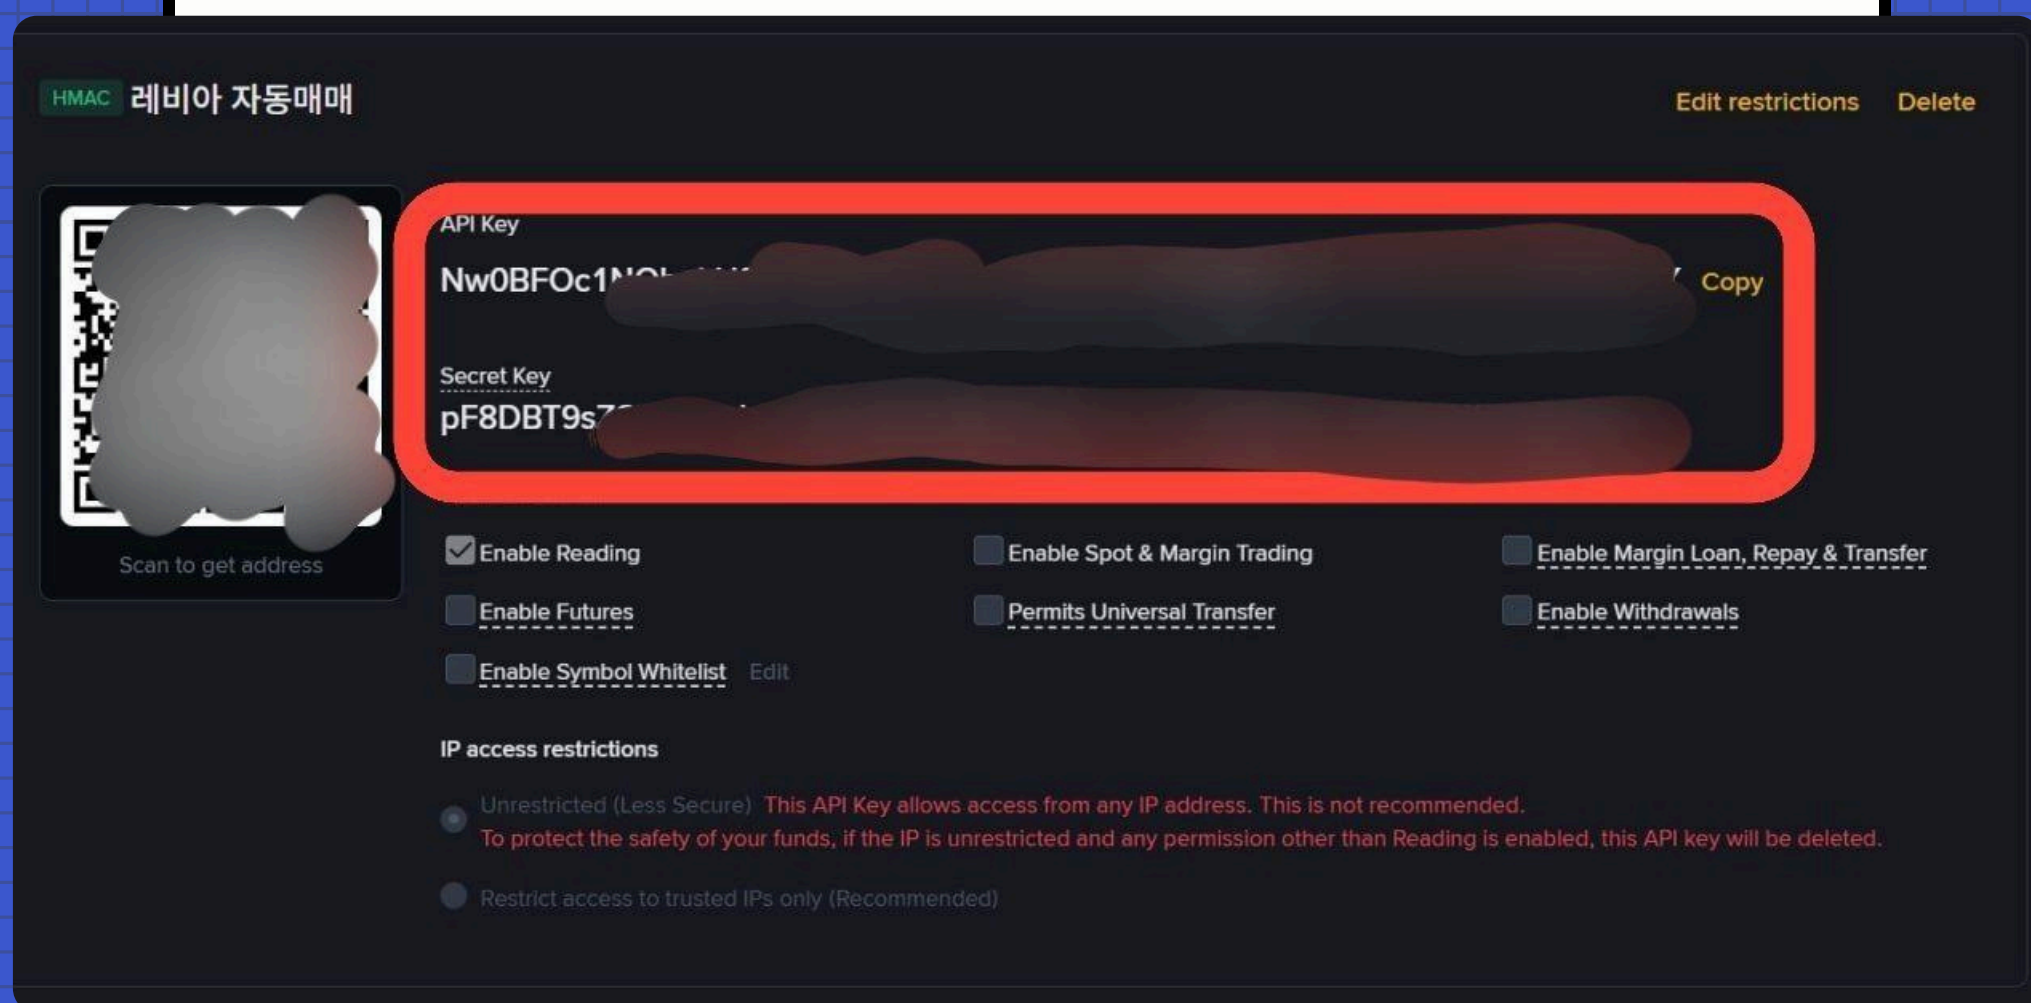 HMAC 레비아 자동매매
Edit restrictions Delete
API Key
Nw0BFOc1
Copy
Secret Key
pF8DBT9s
Scan to get address
Enable Reading
Enable Spot & Margin Trading
Enable Margin Loan, Repay & Transfer
Enable Futures
Permits Universal Transfer
Enable Withdrawals
Enable Symbol Whitelist Edit
IP access restrictions
Unrestricted (Less Secure) This API Key allows access from any IP address. This is not recommended.
To protect the safety of your funds, if the IP is unrestricted and any permission other than Reading is enabled, this API key will be deleted.
Restrict access to trusted IPs only (Recommended)